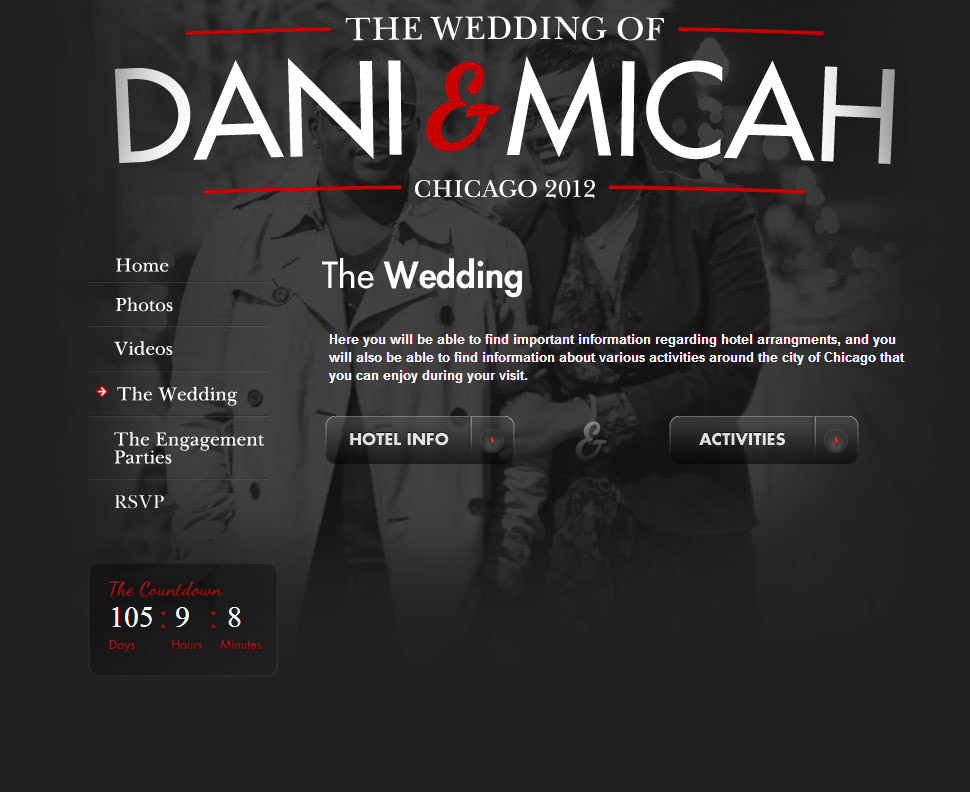 THE WEDDING OF
DANI & MICAH
CHICAGO 2012
Home
Photos
Videos
The Wedding
The Engagement
Parties
RSVP
The Wedding
Here you will be able to find important information regarding hotel arrangments, and you
will also be able to find information about various activities around the city of Chicago that
you can enjoy during your visit.
HOTEL INFO
&
ACTIVITIES
The Countdown
105 : 9 : 8
Days Hours Minutes